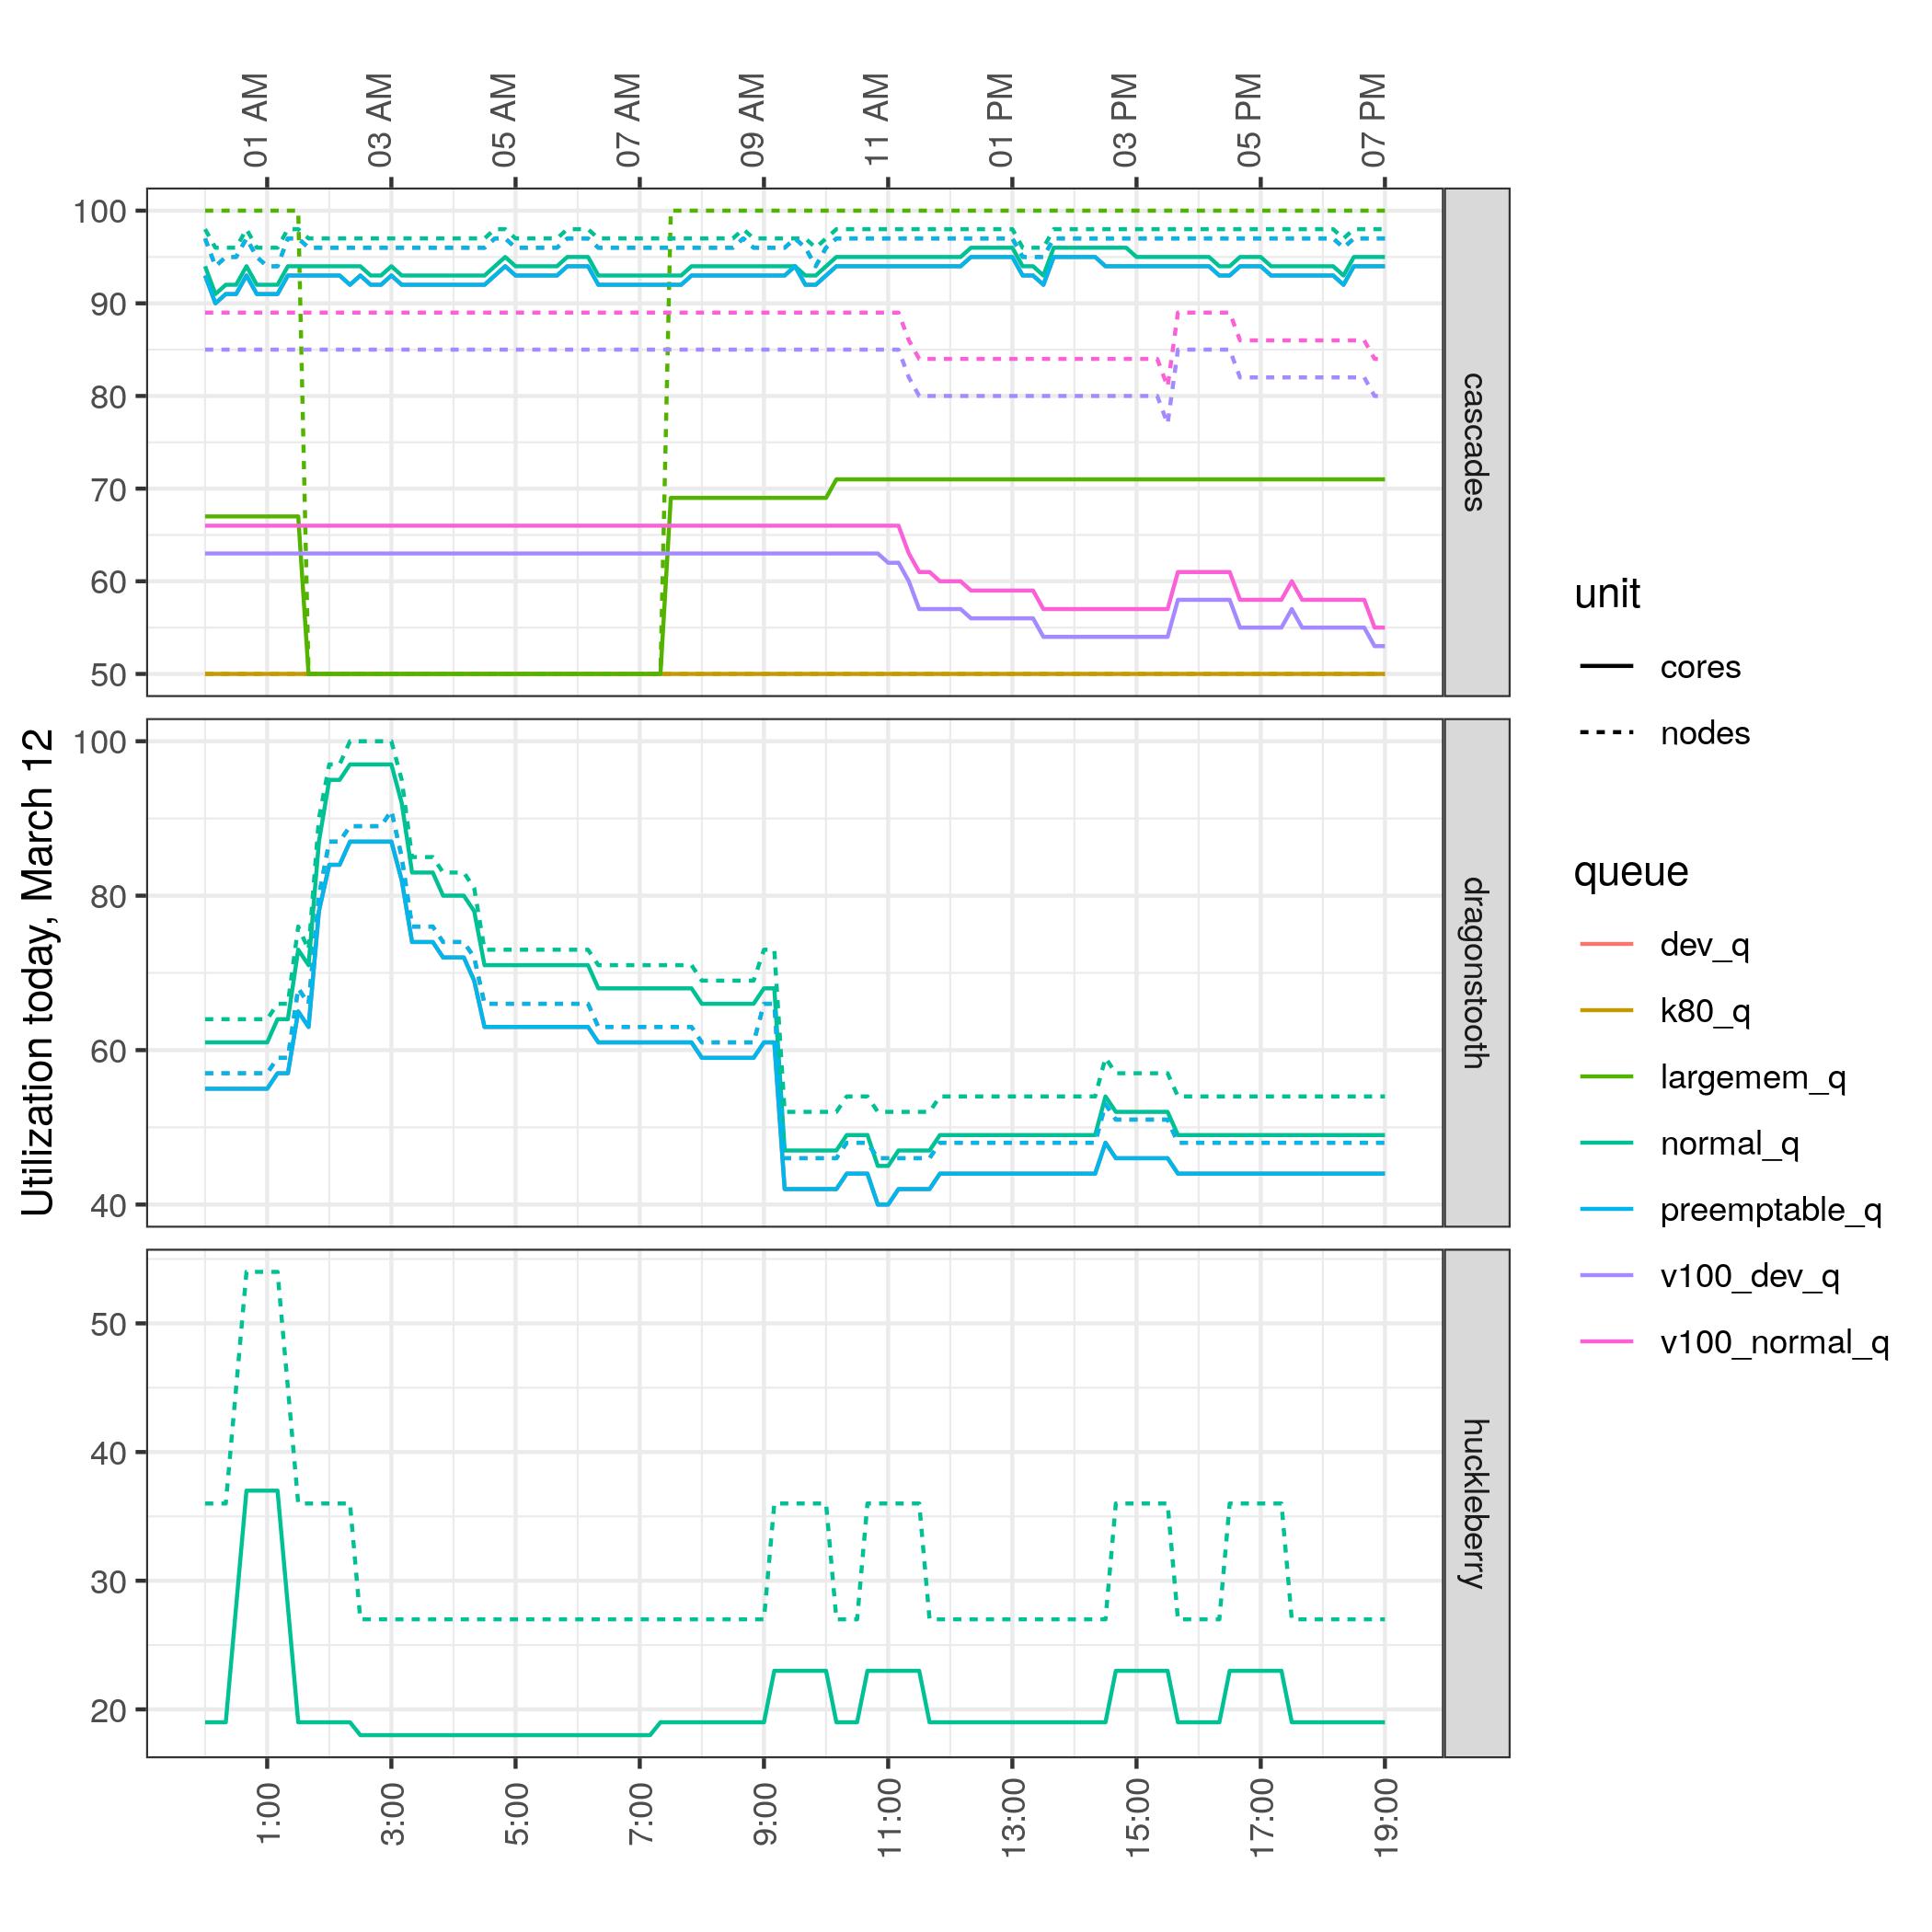 01 AM
03 AM
05 AM
07 AM
09 AM
11 AM
01 PM
03 PM
05 PM
07 PM
Utilization today, March 12
100
90
80
70
60
50
cascades
100
80
60
40
dragonstooth
50
40
30
20
huckleberry
1:00
3:00
5:00
7:00
9:00
11:00
13:00
15:00
17:00
19:00
unit
cores
nodes
queue
dev_q
k80_q
largemem_q
normal_q
preemptable_q
v100_dev_q
v100_normal_q